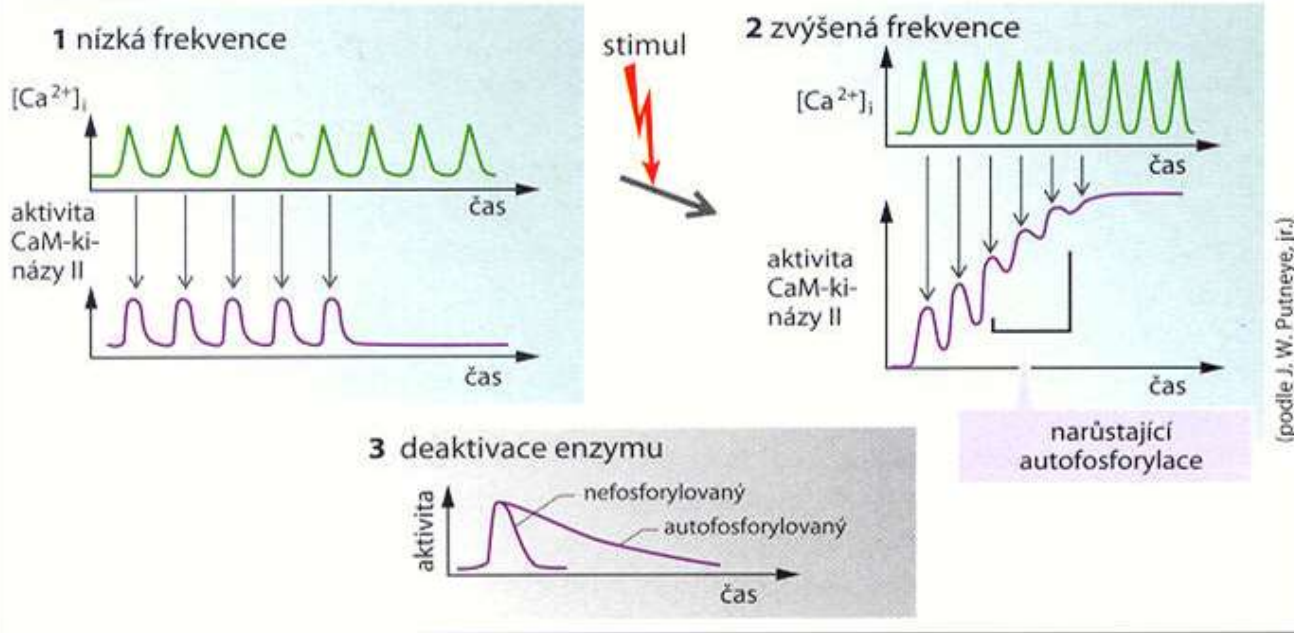 1 nízká frekvence
[Ca2+]i
čas
aktivita
CaM-ki-
názy II
čas
stimul
2 zvýšená frekvence
[Ca2+]i
čas
aktivita
CaM-ki-
názy II
čas
narůstající
autofosforylace
(podle J. W. Putneye, jr.)
3 deaktivace enzymu
aktivita
nefosforylovaný
autofosforylovaný
čas